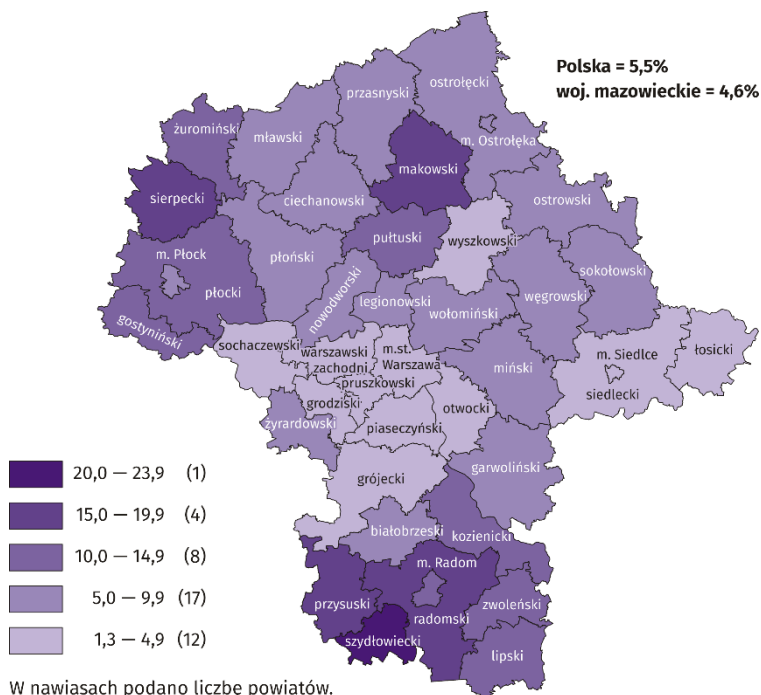 Polska = 5,5%
woj. mazowieckie = 4,6%
ostrołęcki
przasnyski
żuromiński
mławski
m. Ostrołęka
makowski
sierpecki
ciechanowski
ostrowski
pułtuski
wyszkowski
m. Płock
płoński
sokołowski
płocki
nowodworski
legionowski
węgrowski
wołomiński
gostyniński
sochaczewski
warszawski
zachodni
m.st.
Warszawa
m. Siedlce
łosicki
miński
pruszkowski
siedlecki
grodziski
otwocki
żyrardowski
piaseczyński
garwoliński
grójecki
białobrzeski
kozienicki
m. Radom
przysuski
zwoleński
radomski
szydłowiecki
lipski
20,0 — 23,9 (1)
15,0 — 19,9 (4)
10,0 — 14,9 (8)
5,0 — 9,9 (17)
1,3 — 4,9 (12)
W nawiasach podano liczbę powiatów.